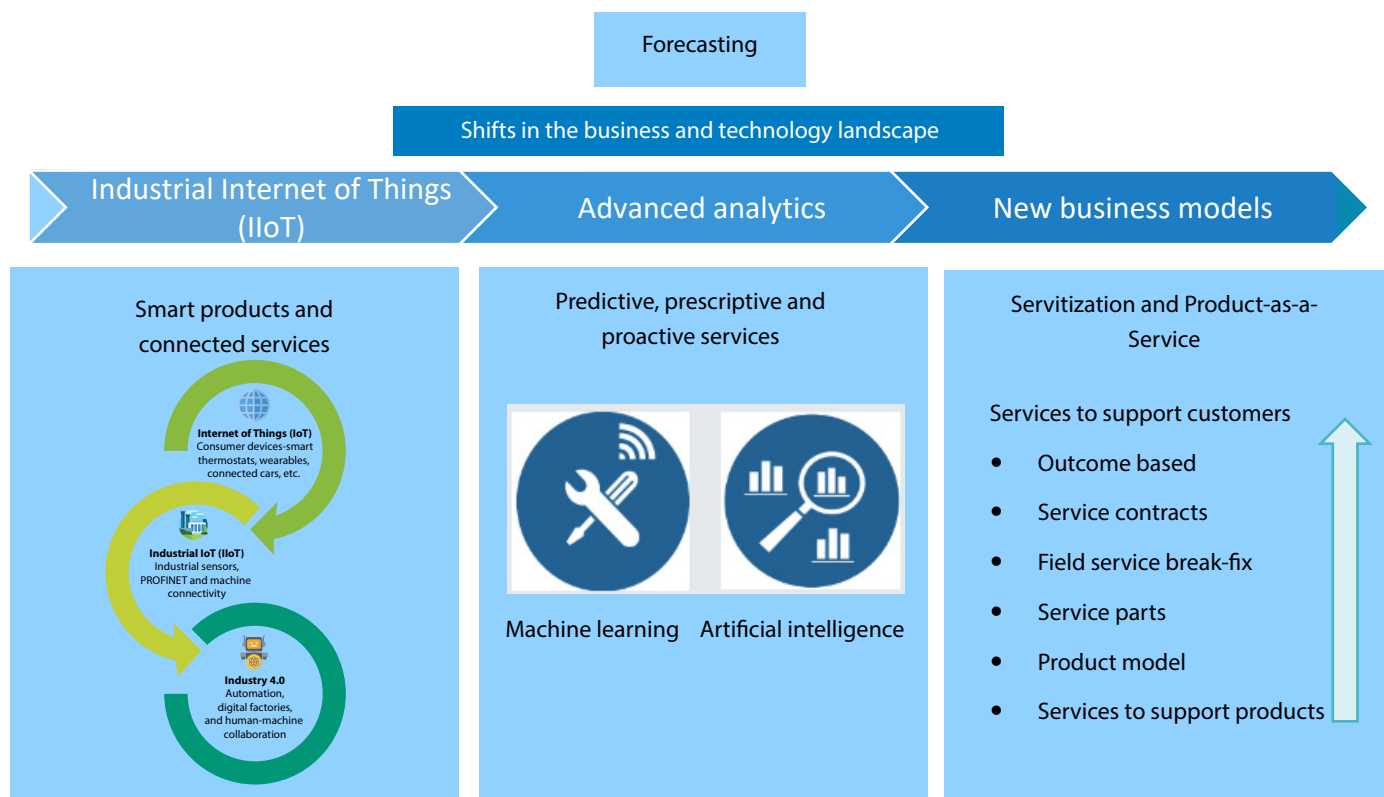 Forecasting
Shifts in the business and technology landscape
Industrial Internet of Things
(IIoT)
Advanced analytics
New business models
Smart products and
connected services
Internet of Things (IoT)
Consumer devices-smart
thermostats, wearables,
connected cars, etc.
Industrial IoT (IIoT)
Industrial sensors,
PROFINET and machine
connectivity
Industry 4.0
Automation,
digital factories,
and human-machine
collaboration
Predictive, prescriptive and
proactive services
Machine learning
Artificial intelligence
Servitization and Product-as-a-
Service
Services to support customers
• Outcome based
• Service contracts
• Field service break-fix
• Service parts
• Product model
• Services to support products